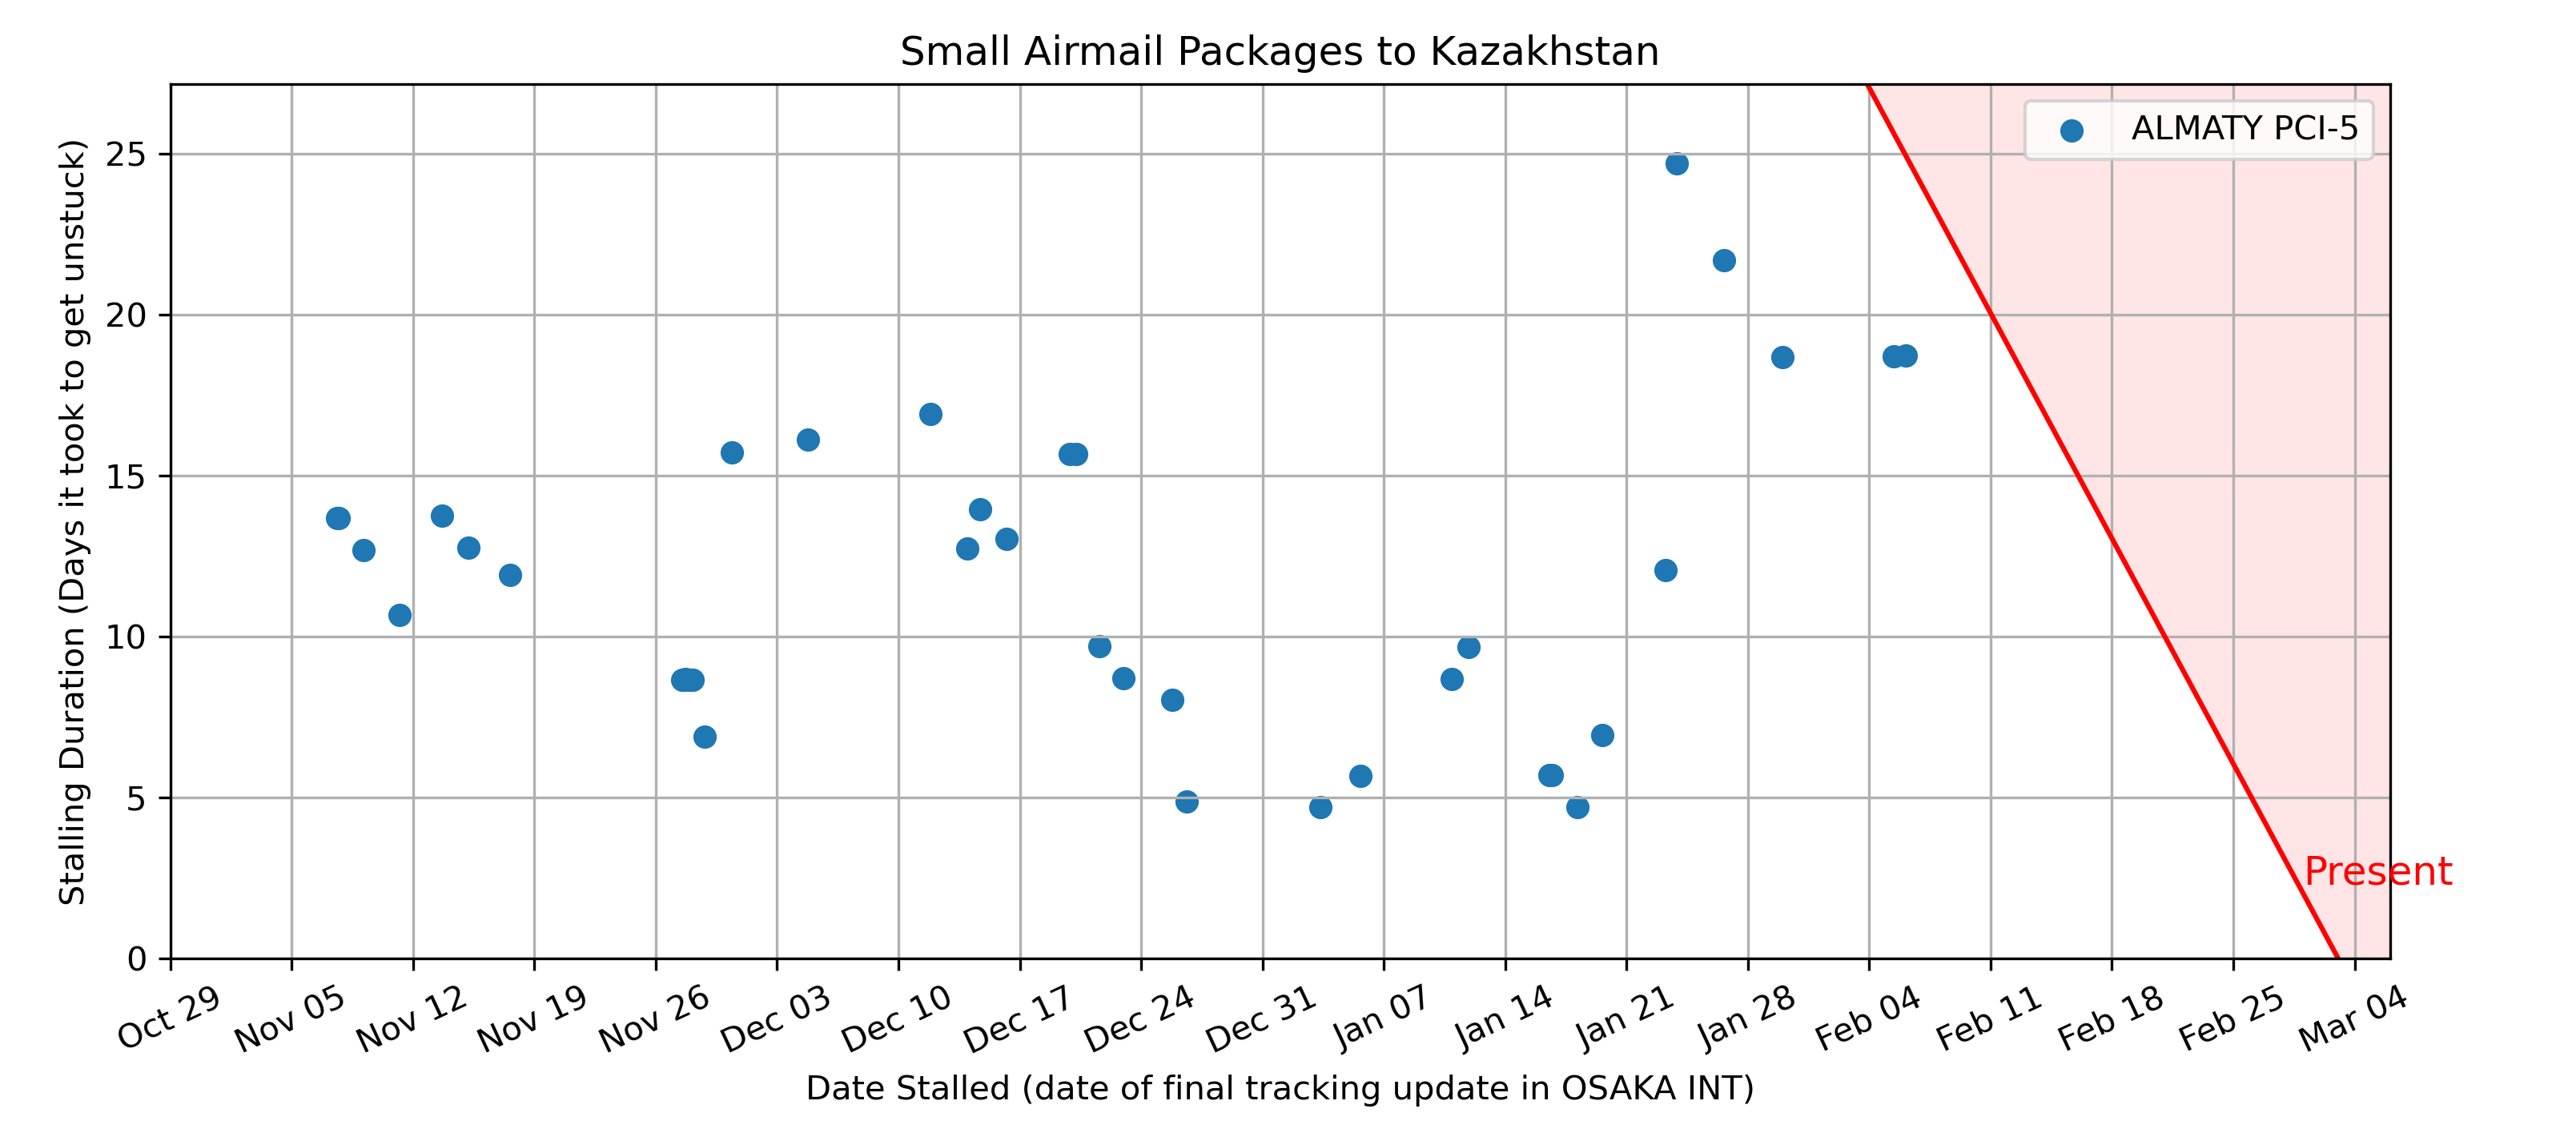 Small Airmail Packages to Kazakhstan
ALMATY PCI-5
Stalling Duration (Days it took to get unstuck)
25
20
15
10
5
0
Present
Oct 29
Nov 05
Nov 12
Nov 19
Nov 26
Dec 03
Dec 10
Dec 17
Dec 24
Dec 31
Jan 07
Jan 14
Jan 21
Jan 28
Feb 04
Feb 11
Feb 18
Feb 25
Mar 04
Date Stalled (date of final tracking update in OSAKA INT)